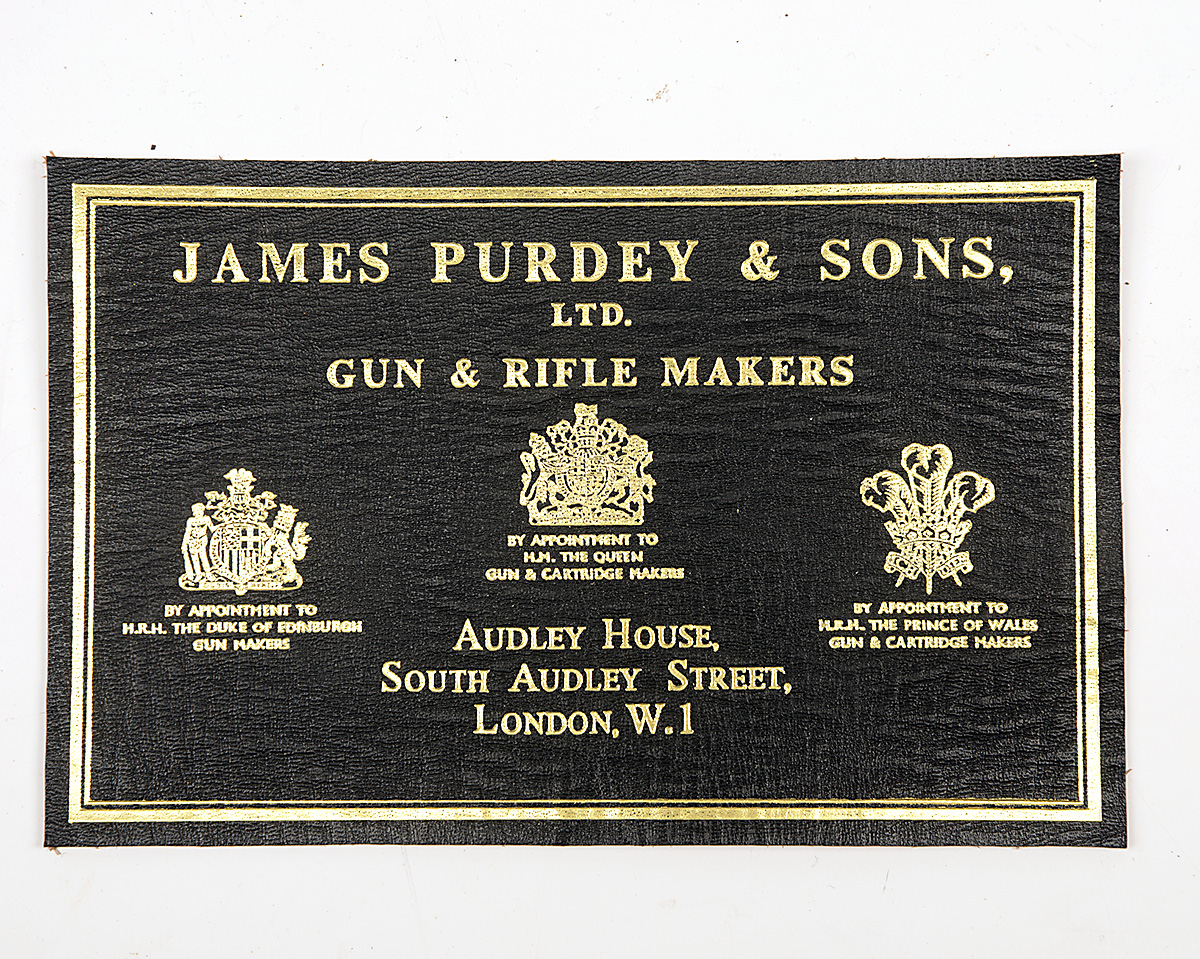 JAMES PURDEY & SONS,
LTD.
GUN & RIFLE MAKERS
BY APPOINTMENT TO
H.M. THE QUEEN
GUN & CARTRIDGE MAKERS
BY APPOINTMENT TO
H.R.H. THE DUKE OF EDINBURGH
GUN MAKERS
BY APPOINTMENT TO
H.R.H. THE PRINCE OF WALES
GUN & CARTRIDGE MAKERS
AUDLEY HOUSE,
SOUTH AUDLEY STREET,
LONDON, W.1